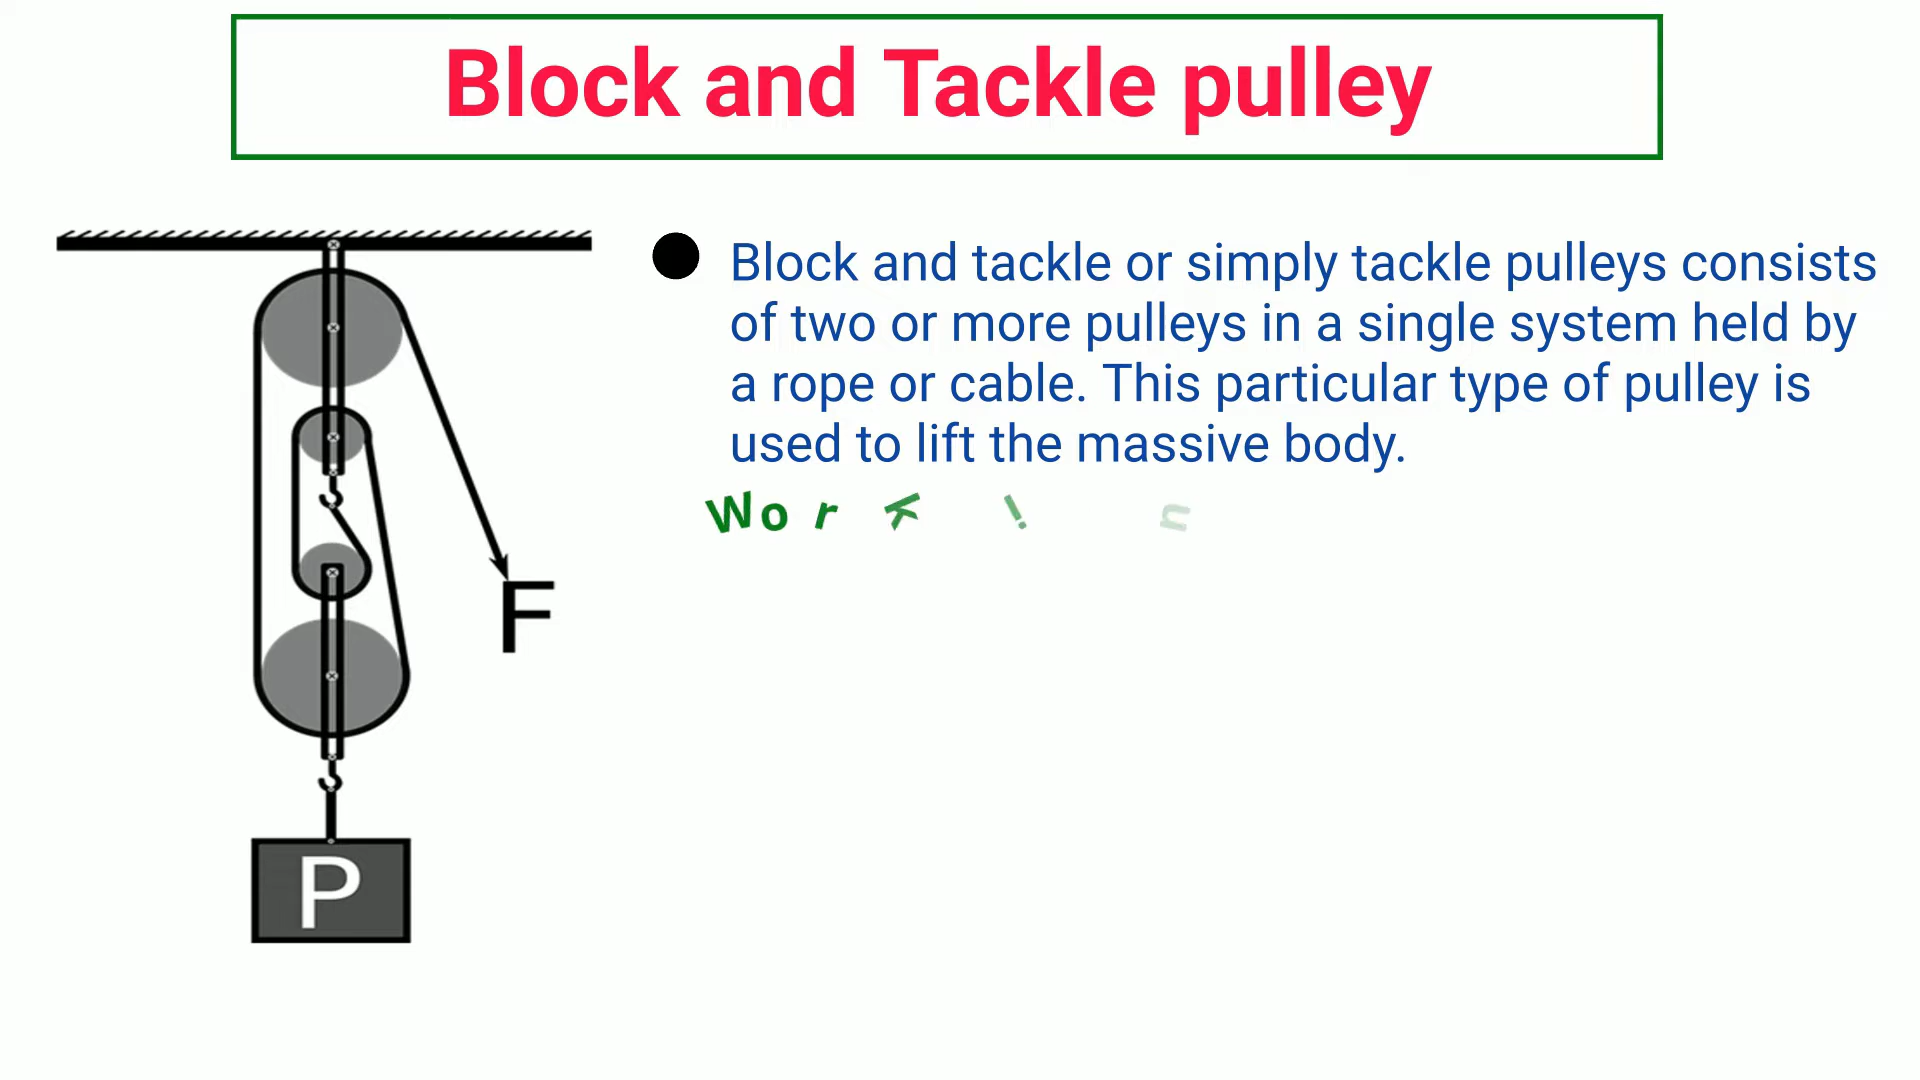 Block and Tackle pulley
Block and tackle or simply tackle pulleys consists
of two or more pulleys in a single system held by
a rope or cable. This particular type of pulley is
used to lift the massive body.
Work i n
F
P